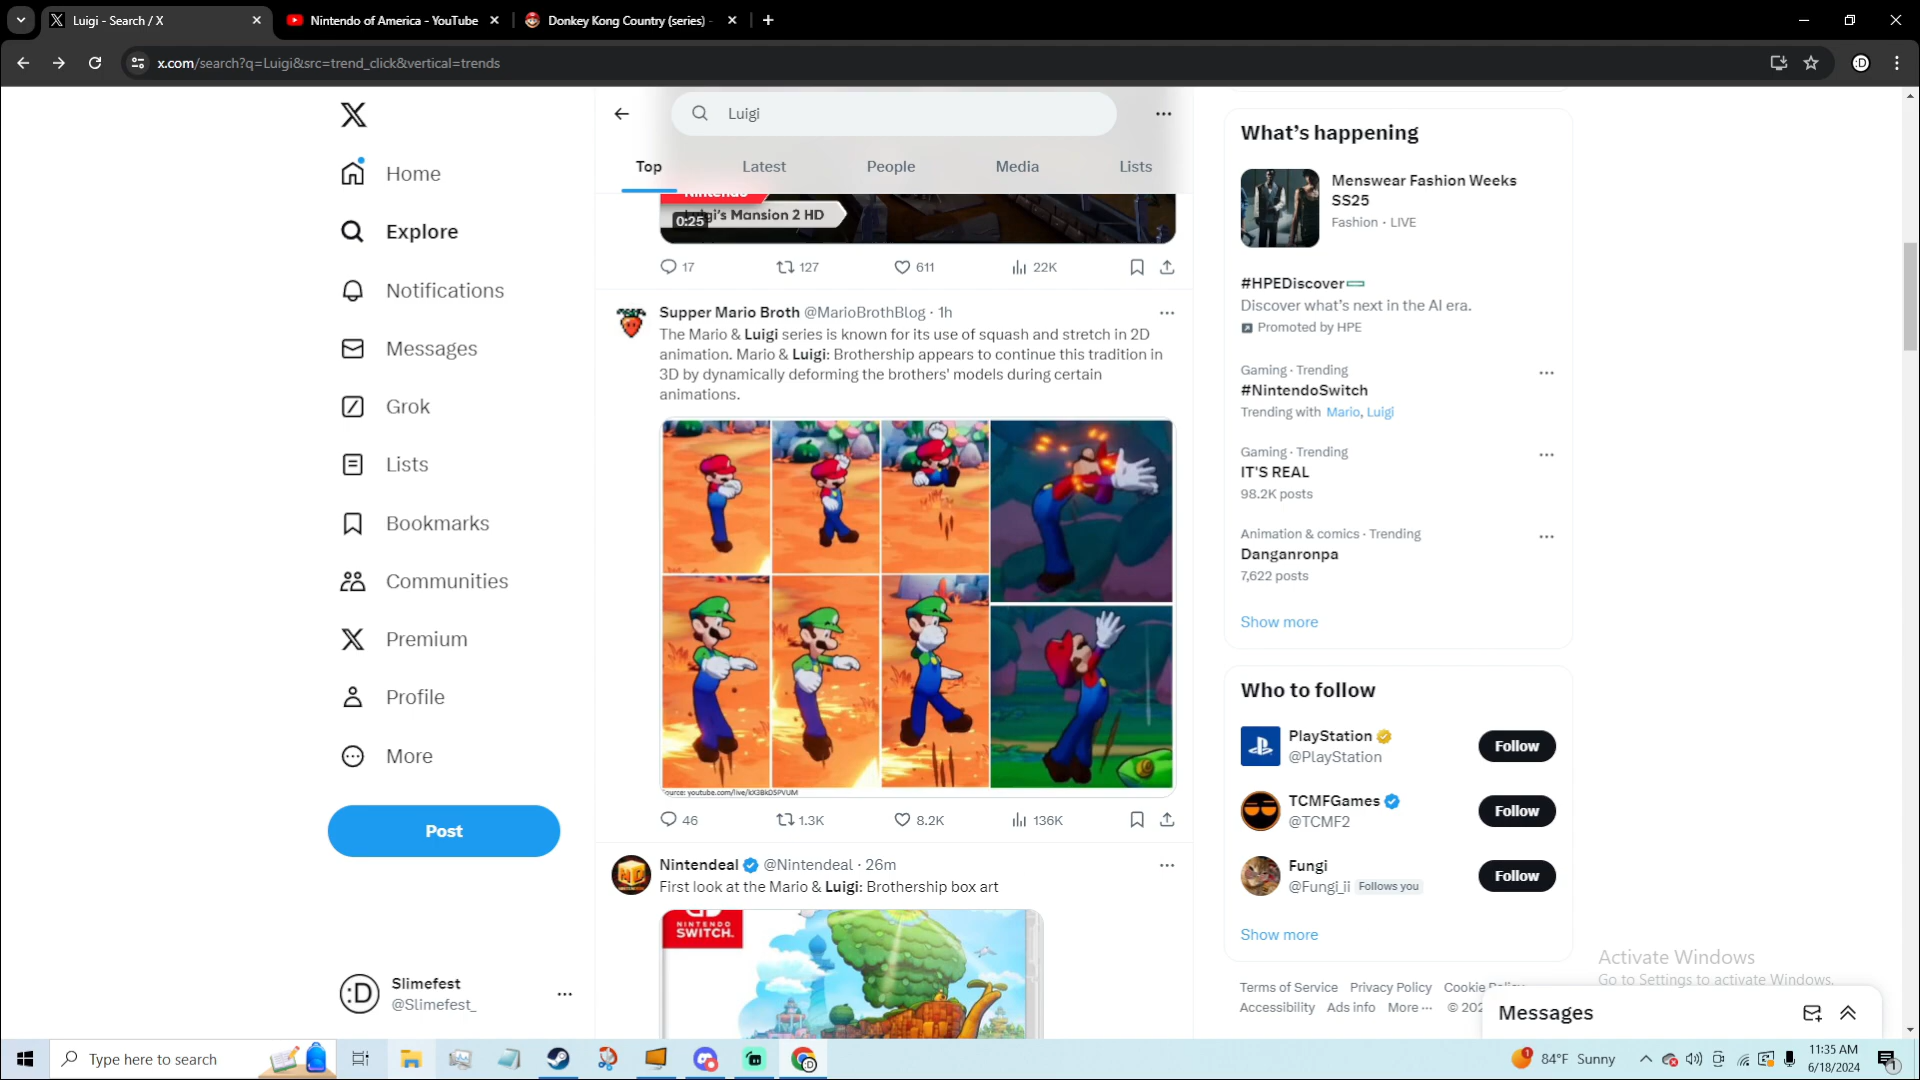 Luigi - Search / X
Nintendo of America - YouTube
Donkey Kong Country (series) -
x.com/search?q=Luigi&src=trend_click&vertical=trends
Home
Explore
Notifications
Messages
Grok
Lists
Bookmarks
Communities
Premium
Profile
More
Post
Slimefest
@Slimefest_
Luigi
Top
Latest
People
Media
Lists
Nintendo
0:25
gi's Mansion 2 HD
17
127
611
22K
Supper Mario Broth @MarioBrothBlog · 1h
The Mario & Luigi series is known for its use of squash and stretch in 2D
animation. Mario & Luigi: Brothership appears to continue this tradition in
3D by dynamically deforming the brothers' models during certain
animations.
46
1.3K
8.2K
136K
Nintendeal @Nintendeal · 26m
First look at the Mario & Luigi: Brothership box art
NINTENDO
SWITCH.
What's happening
Menswear Fashion Weeks
SS25
Fashion · LIVE
#HPEDiscover
Discover what's next in the AI era.
Promoted by HPE
Gaming · Trending
#NintendoSwitch
Trending with Mario, Luigi
Gaming · Trending
IT'S REAL
98.2K posts
Animation & comics · Trending
Danganronpa
7,622 posts
Show more
Who to follow
PlayStation
@PlayStation
Follow
TCMFGames
@TCMF2
Follow
Fungi
@Fungi_ii Follows you
Follow
Show more
Terms of Service Privacy Policy Cookie Policy
Accessibility Ads info More ··· © 202
Activate Windows
Go to Settings to activate Windows.
Messages
Type here to search
1
84°F Sunny
11:35 AM
6/18/2024
1